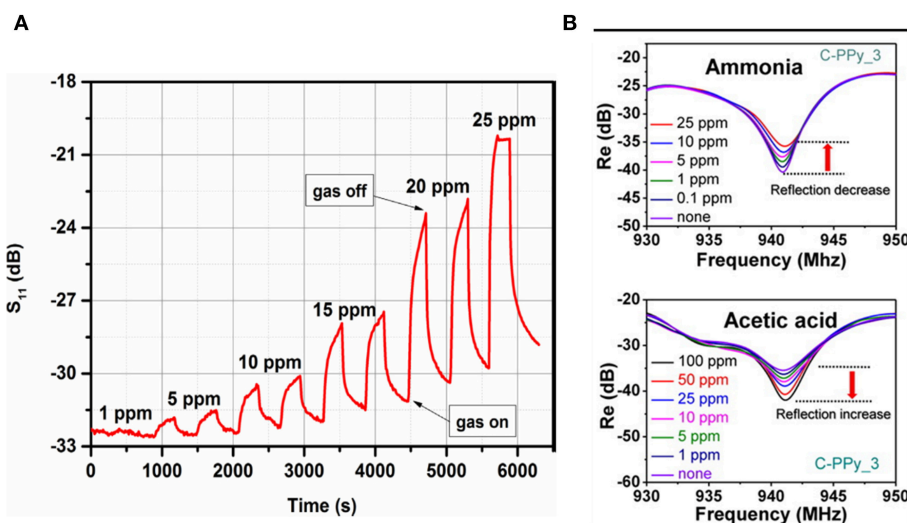 A
S11 (dB)
-18
-21
-24
-27
-30
-33
0
1000
2000
3000
4000
5000
6000
Time (s)
1 ppm
5 ppm
10 ppm
15 ppm
20 ppm
25 ppm
gas off
gas on
B
Re (dB)
-20
-25
-30
-35
-40
-45
-50
Ammonia
C-PPy_3
25 ppm
10 ppm
5 ppm
1 ppm
0.1 ppm
none
Reflection decrease
930
935
940
945
950
Frequency (MHz)
Re (dB)
-20
-30
-40
-50
-60
Acetic acid
100 ppm
50 ppm
25 ppm
10 ppm
5 ppm
1 ppm
none
Reflection increase
C-PPy_3
930
935
940
945
950
Frequency (Mhz)